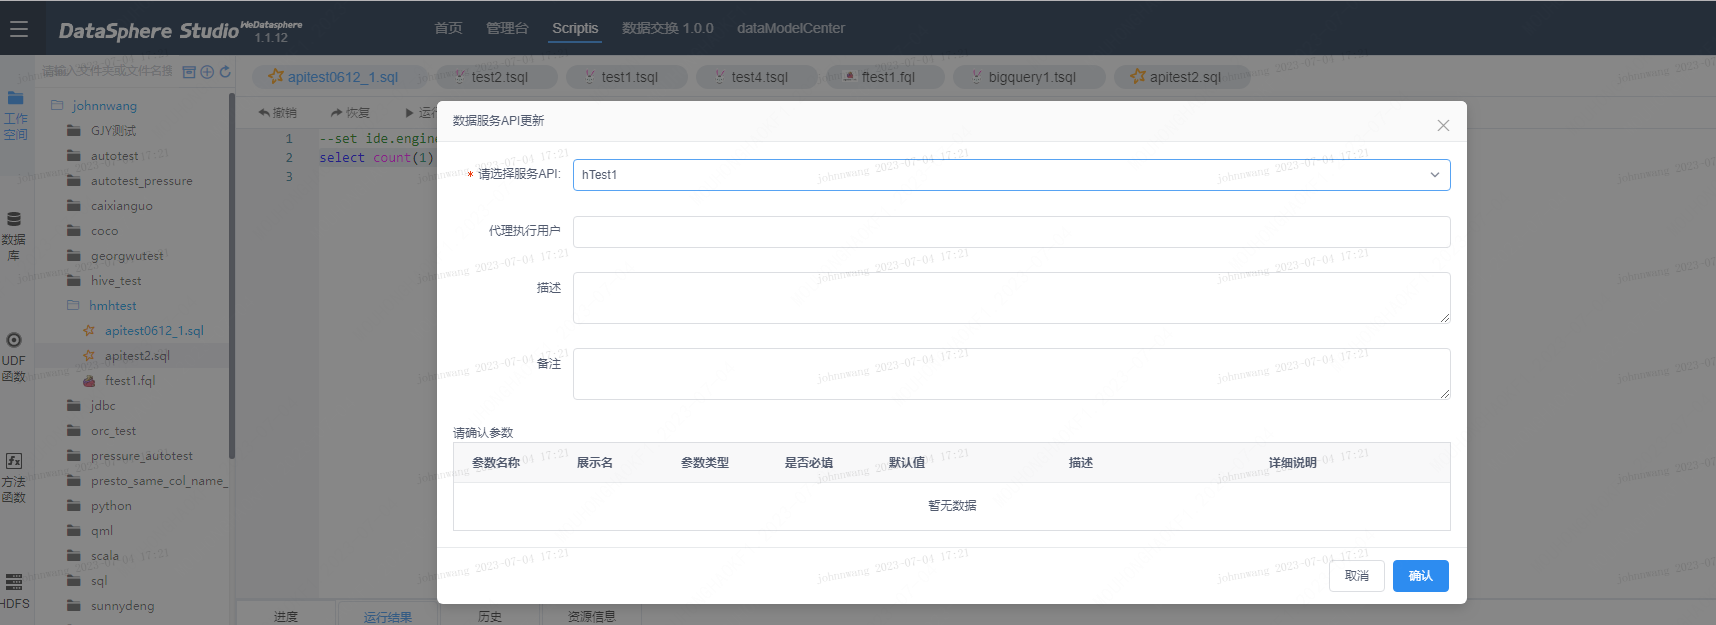 DataSphere Studio WeDatasphere 1.1.12
首页 管理台 Scriptis 数据交换 1.0.0 dataModelCenter
请输入文件夹或文件名搜
apitest0612_1.sql test2.tsql test1.tsql test4.tsql ftest1.fql bigquery1.tsql apitest2.sql
撤销 恢复 运行
工作空间
数据库
UDF函数
方法函数
HDFS
johnnwang
GJY测试
autotest
autotest_pressure
caixianguo
coco
georgwutest
hive_test
hmhtest
apitest0612_1.sql
apitest2.sql
ftest1.fql
jdbc
orc_test
pressure_autotest
presto_same_col_name_
python
qml
scala
sql
sunnydeng
1 --set ide.engine
2 select count(1)
3
数据服务API更新
* 请选择服务API: hTest1
代理执行用户
描述
备注
请确认参数
参数名称 展示名 参数类型 是否必填 默认值 描述 详细说明
暂无数据
取消 确认
进度 运行结果 历史 资源信息
johnnwang 2023-07-04 17:21